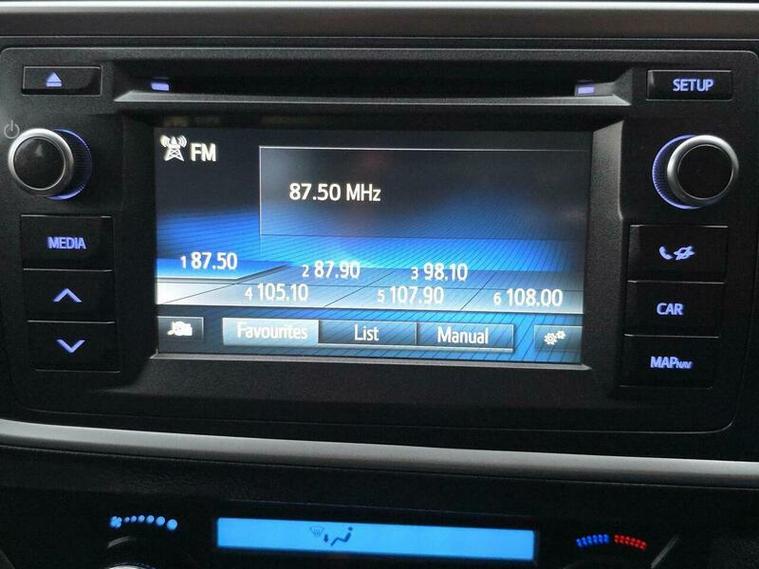 SETUP
FM
87.50 MHz
MEDIA
1 87.50
2 87.90
3 98.10
4 105.10
5 107.90
6 108.00
CAR
Favourites
List
Manual
MAP NAV